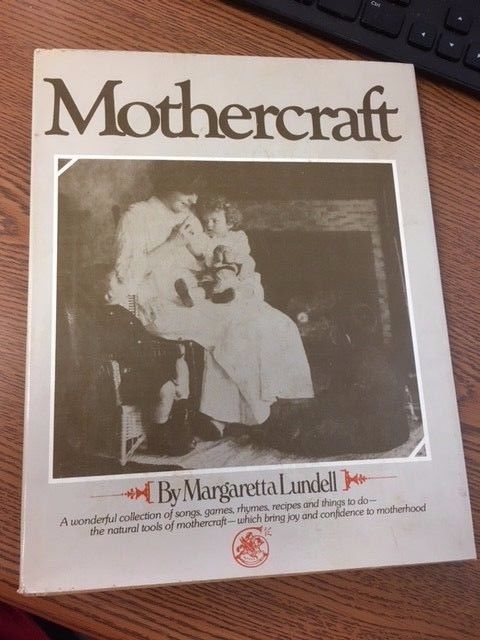 Mothercraft
By Margaretta Lundell
A wonderful collection of songs, games, rhymes, recipes and things to do—
the natural tools of mothercraft—which bring joy and confidence to motherhood
Ctrl